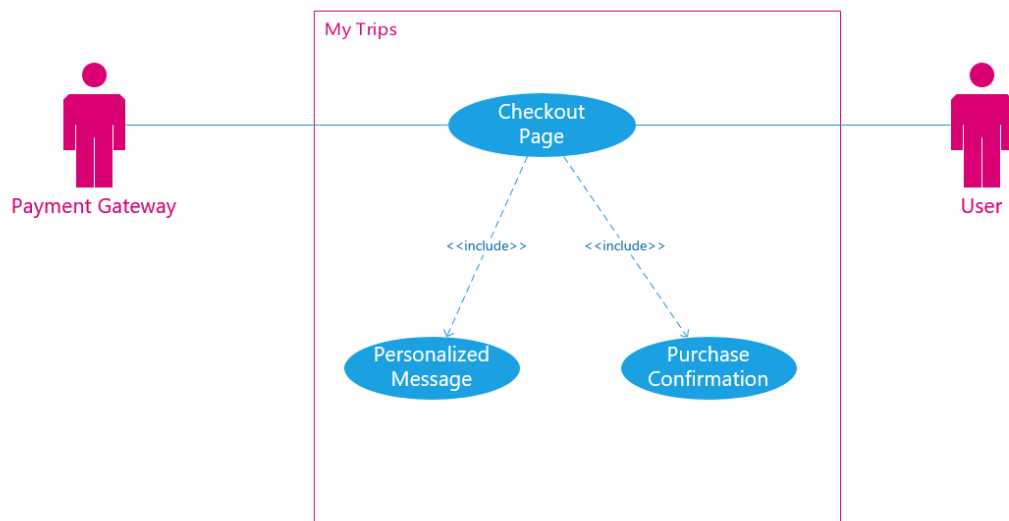 My Trips
Checkout
Page
Payment Gateway
User
<<include>>
<<include>>
Personalized
Message
Purchase
Confirmation